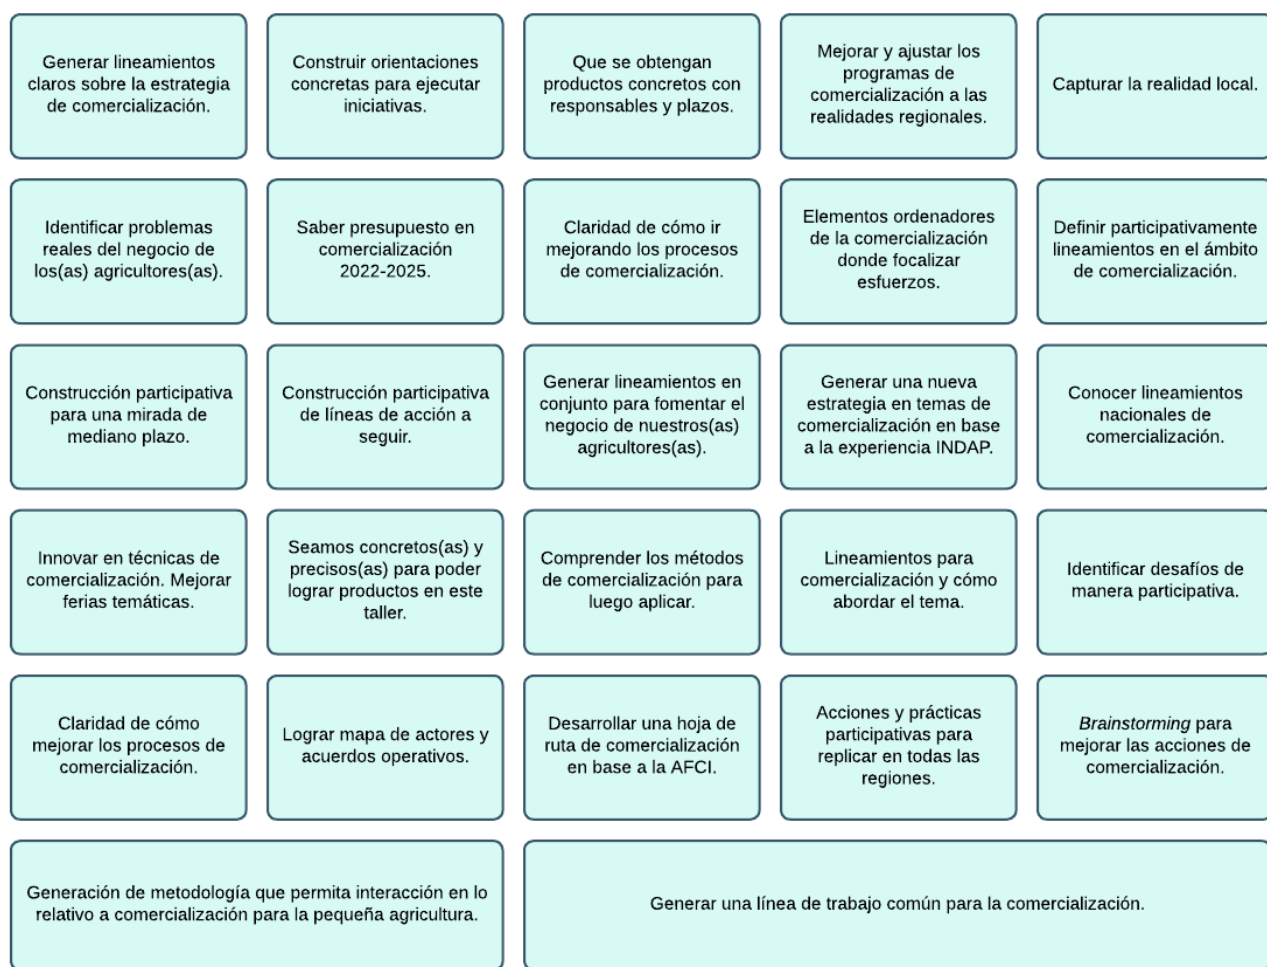 Generar lineamientos
claros sobre la estrategia
de comercialización.
Construir orientaciones
concretas para ejecutar
iniciativas.
Que se obtengan
productos concretos con
responsables y plazos.
Mejorar y ajustar los
programas de
comercialización a las
realidades regionales.
Capturar la realidad local.
Identificar problemas
reales del negocio de
los(as) agricultores(as).
Saber presupuesto en
comercialización
2022-2025.
Claridad de cómo ir
mejorando los procesos
de comercialización.
Elementos ordenadores
de la comercialización
donde focalizar
esfuerzos.
Definir participativamente
lineamientos en el ámbito
de comercialización.
Construcción participativa
para una mirada de
mediano plazo.
Construcción participativa
de líneas de acción a
seguir.
Generar lineamientos en
conjunto para fomentar el
negocio de nuestros(as)
agricultores(as).
Generar una nueva
estrategia en temas de
comercialización en base
a la experiencia INDAP.
Conocer lineamientos
nacionales de
comercialización.
Innovar en técnicas de
comercialización. Mejorar
ferias temáticas.
Seamos concretos(as) y
precisos(as) para poder
lograr productos en este
taller.
Comprender los métodos
de comercialización para
luego aplicar.
Lineamientos para
comercialización y cómo
abordar el tema.
Identificar desafíos de
manera participativa.
Claridad de cómo
mejorar los procesos de
comercialización.
Lograr mapa de actores y
acuerdos operativos.
Desarrollar una hoja de
ruta de comercialización
en base a la AFCI.
Acciones y prácticas
participativas para
replicar en todas las
regiones.
Brainstorming para
mejorar las acciones de
comercialización.
Generación de metodología que permita interacción en lo
relativo a comercialización para la pequeña agricultura.
Generar una línea de trabajo común para la comercialización.